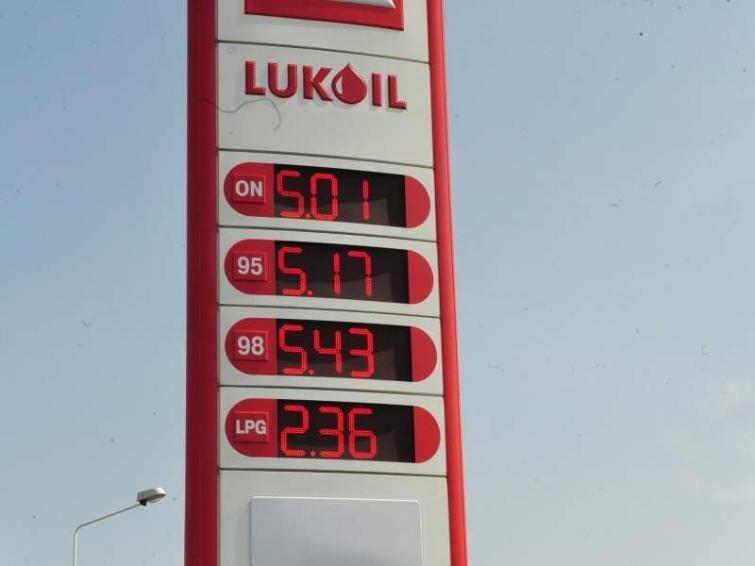 LUKOIL
ON 5.01
95 5.17
98 5.43
LPG 2.36